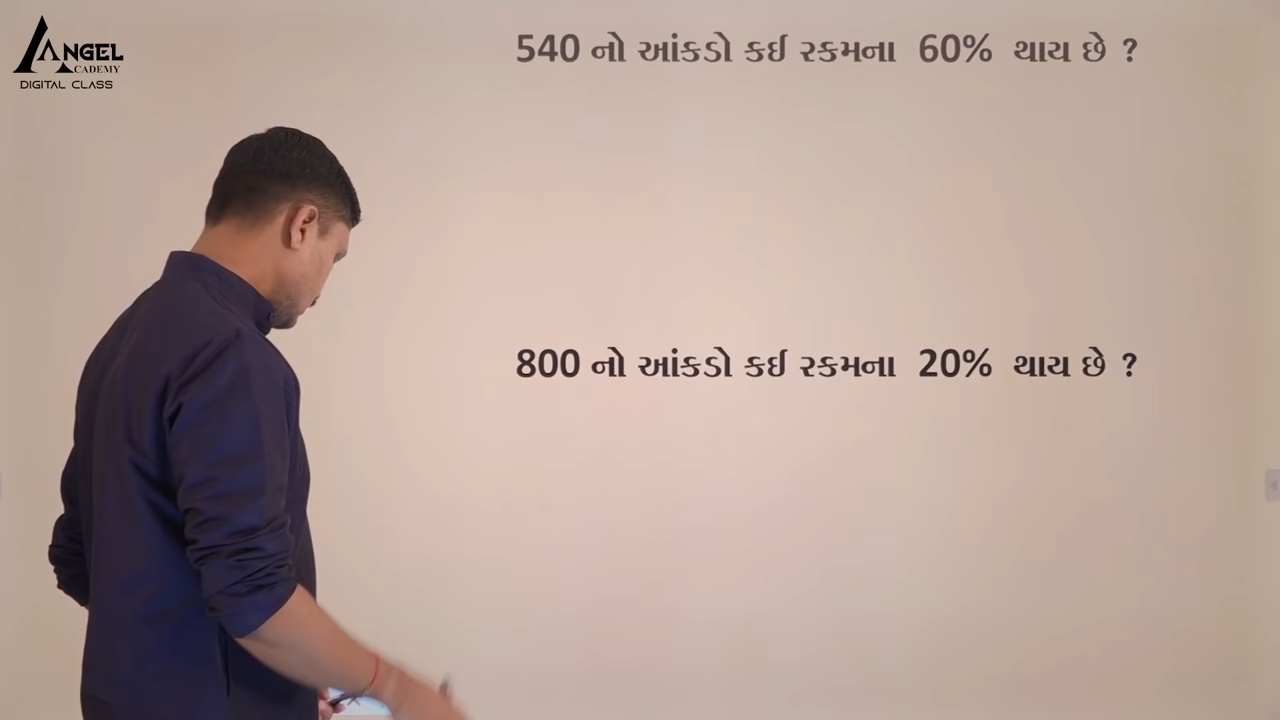 ANGEL
ACADEMY
DIGITAL CLASS
540 નો આંકડો કઈ રકમના 60% થાય છે ?
800 નો આંકડો કઈ રકમના 20% થાય છે ?